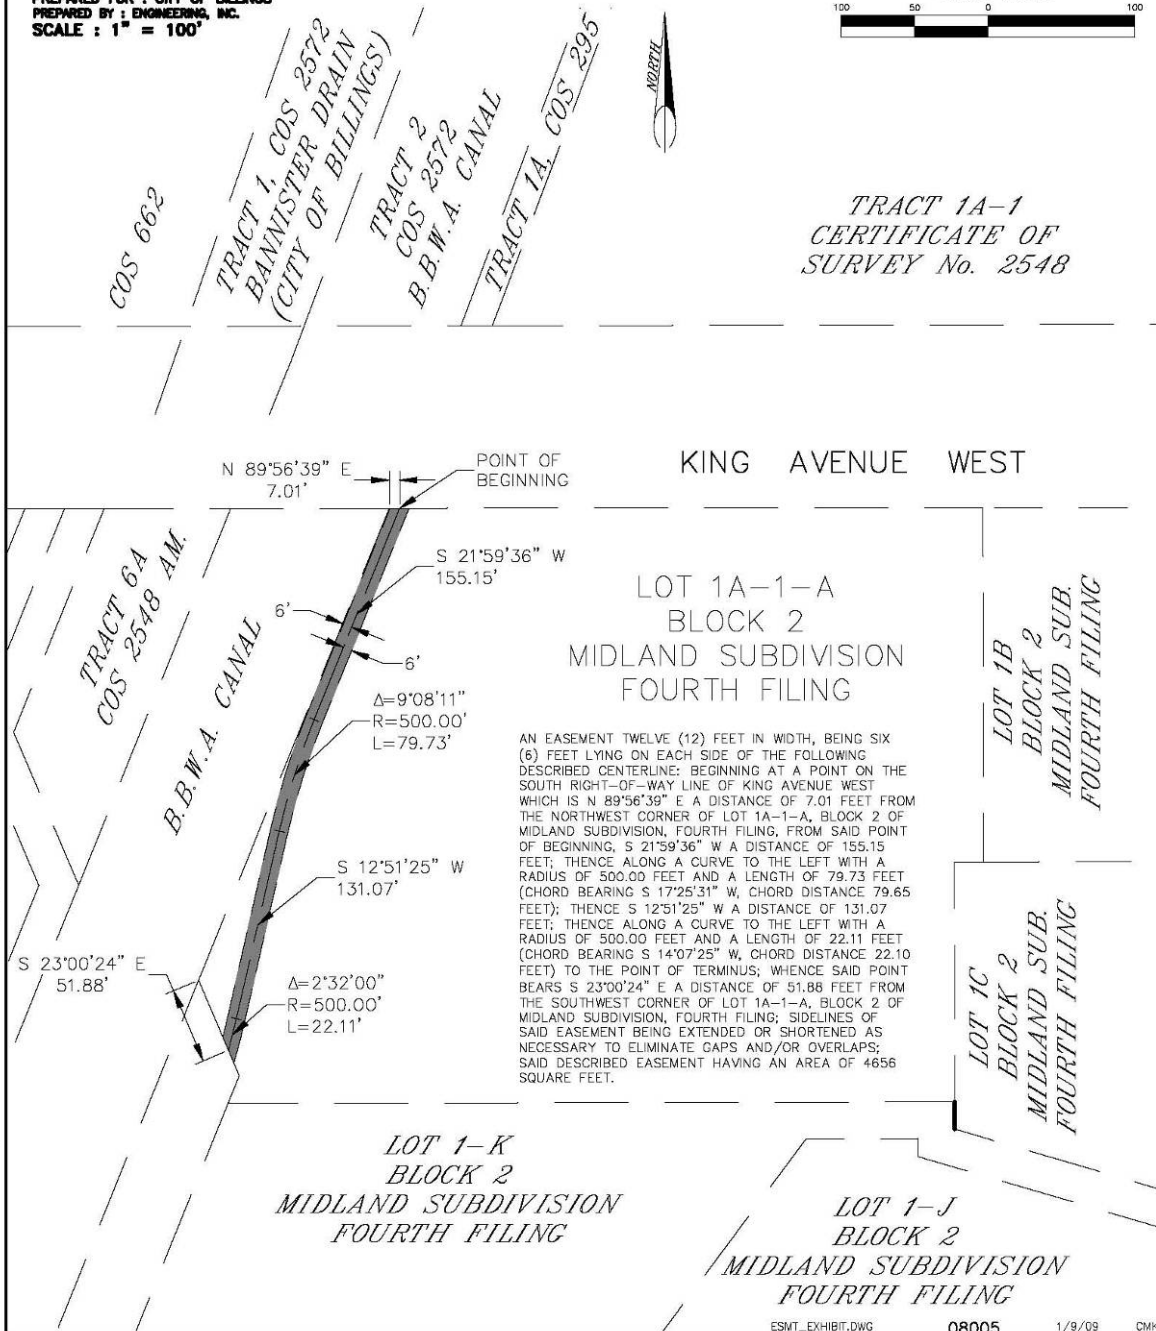 PREPARED FOR : CITY OF BILLINGS
PREPARED BY : ENGINEERING, INC.
SCALE : 1" = 100'
100
50
0
100
NORTH
COS 662
TRACT 1, COS 2572
BANNISTER DRAIN
(CITY OF BILLINGS)
TRACT 2
COS 2572
B.B.W.A. CANAL
TRACT 1A, COS 295
TRACT 1A-1
CERTIFICATE OF
SURVEY No. 2548
N 89°56'39" E
7.01'
POINT OF
BEGINNING
KING AVENUE WEST
S 21°59'36" W
155.15'
TRACT 6A
COS 2548 AM.
B.B.W.A. CANAL
6'
6'
Δ=9°08'11"
R=500.00'
L=79.73'
LOT 1A-1-A
BLOCK 2
MIDLAND SUBDIVISION
FOURTH FILING
LOT 1B
BLOCK 2
MIDLAND SUB.
FOURTH FILING
AN EASEMENT TWELVE (12) FEET IN WIDTH, BEING SIX
(6) FEET LYING ON EACH SIDE OF THE FOLLOWING
DESCRIBED CENTERLINE: BEGINNING AT A POINT ON THE
SOUTH RIGHT-OF-WAY LINE OF KING AVENUE WEST
WHICH IS N 89°56'39" E A DISTANCE OF 7.01 FEET FROM
THE NORTHWEST CORNER OF LOT 1A-1-A, BLOCK 2 OF
MIDLAND SUBDIVISION, FOURTH FILING, FROM SAID POINT
OF BEGINNING, S 21°59'36" W A DISTANCE OF 155.15
FEET; THENCE ALONG A CURVE TO THE LEFT WITH A
RADIUS OF 500.00 FEET AND A LENGTH OF 79.73 FEET
(CHORD BEARING S 17°25'31" W, CHORD DISTANCE 79.65
FEET); THENCE S 12°51'25" W A DISTANCE OF 131.07
FEET; THENCE ALONG A CURVE TO THE LEFT WITH A
RADIUS OF 500.00 FEET AND A LENGTH OF 22.11 FEET
(CHORD BEARING S 14°07'25" W, CHORD DISTANCE 22.10
FEET) TO THE POINT OF TERMINUS; WHENCE SAID POINT
BEARS S 23°00'24" E A DISTANCE OF 51.88 FEET FROM
THE SOUTHWEST CORNER OF LOT 1A-1-A, BLOCK 2 OF
MIDLAND SUBDIVISION, FOURTH FILING; SIDELINES OF
SAID EASEMENT BEING EXTENDED OR SHORTENED AS
NECESSARY TO ELIMINATE GAPS AND/OR OVERLAPS;
SAID DESCRIBED EASEMENT HAVING AN AREA OF 4656
SQUARE FEET.
S 12°51'25" W
131.07'
S 23°00'24" E
51.88'
Δ=2°32'00"
R=500.00'
L=22.11'
LOT 1C
BLOCK 2
MIDLAND SUB.
FOURTH FILING
LOT 1-K
BLOCK 2
MIDLAND SUBDIVISION
FOURTH FILING
LOT 1-J
BLOCK 2
MIDLAND SUBDIVISION
FOURTH FILING
ESMT_EXHIBIT.DWG 08005 1/9/09 CMK